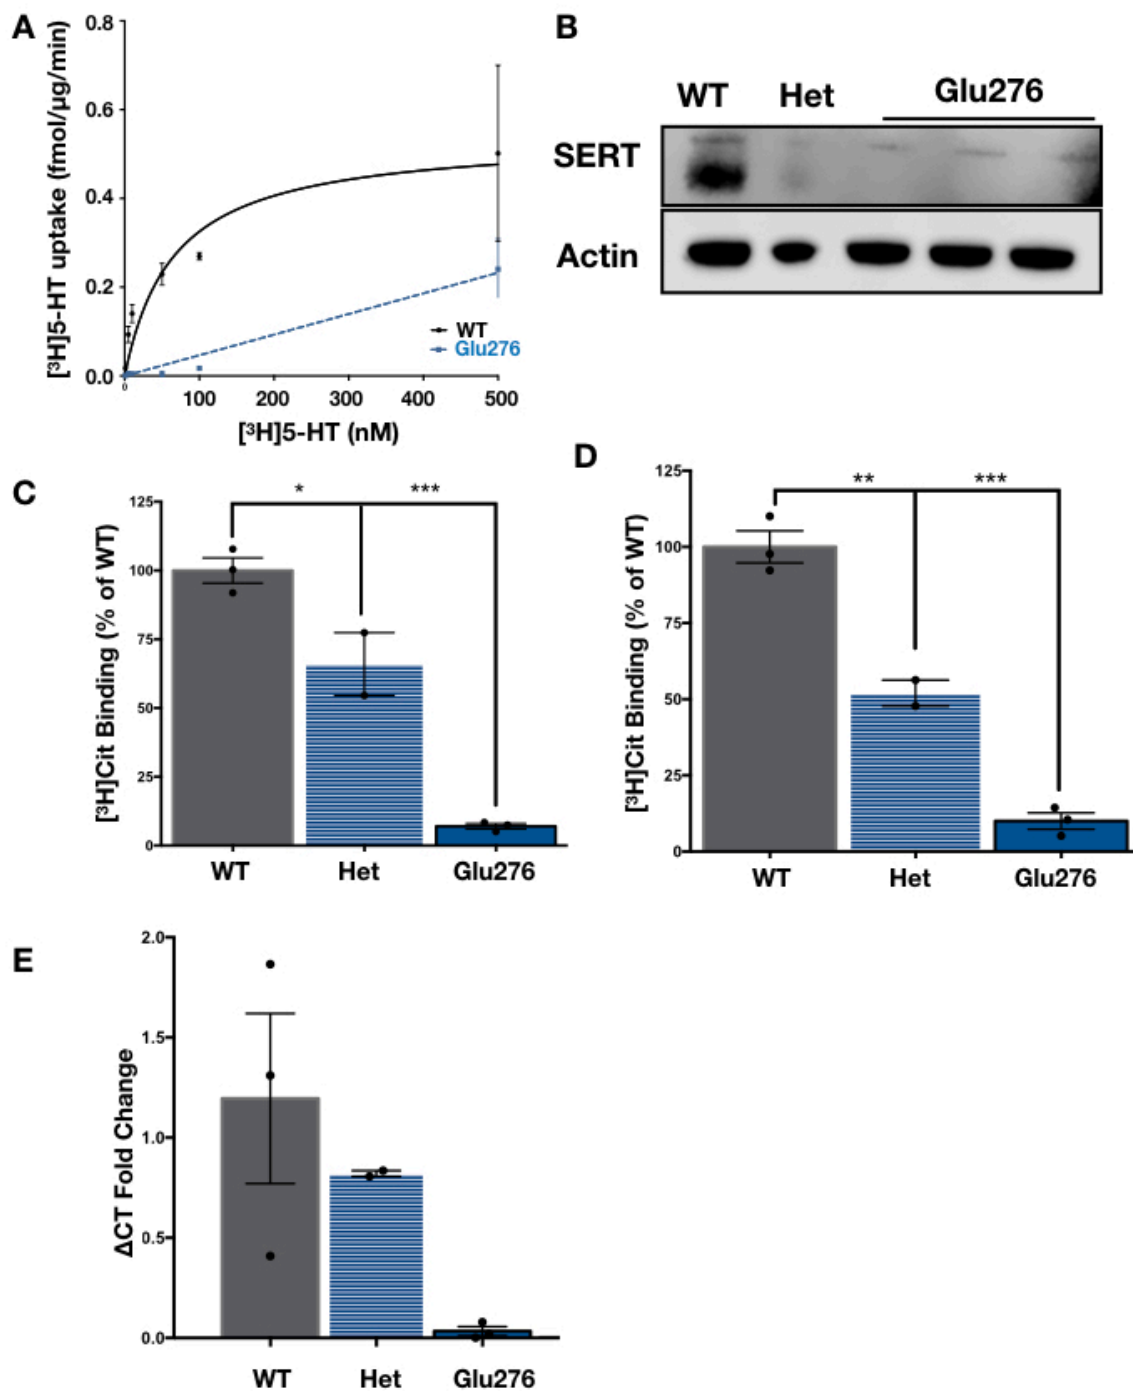 A
[³H]5-HT uptake (fmol/µg/min)
0.8
0.6
0.4
0.2
0.0
0
100
200
300
400
500
[³H]5-HT (nM)
WT
Glu276
B
WT Het Glu276
SERT
Actin
C
[³H]Cit Binding (% of WT)
125
100
75
50
25
0
* ***
WT Het Glu276
D
[³H]Cit Binding (% of WT)
125
100
75
50
25
0
** ***
WT Het Glu276
E
ΔCT Fold Change
2.0
1.5
1.0
0.5
0.0
WT Het Glu276